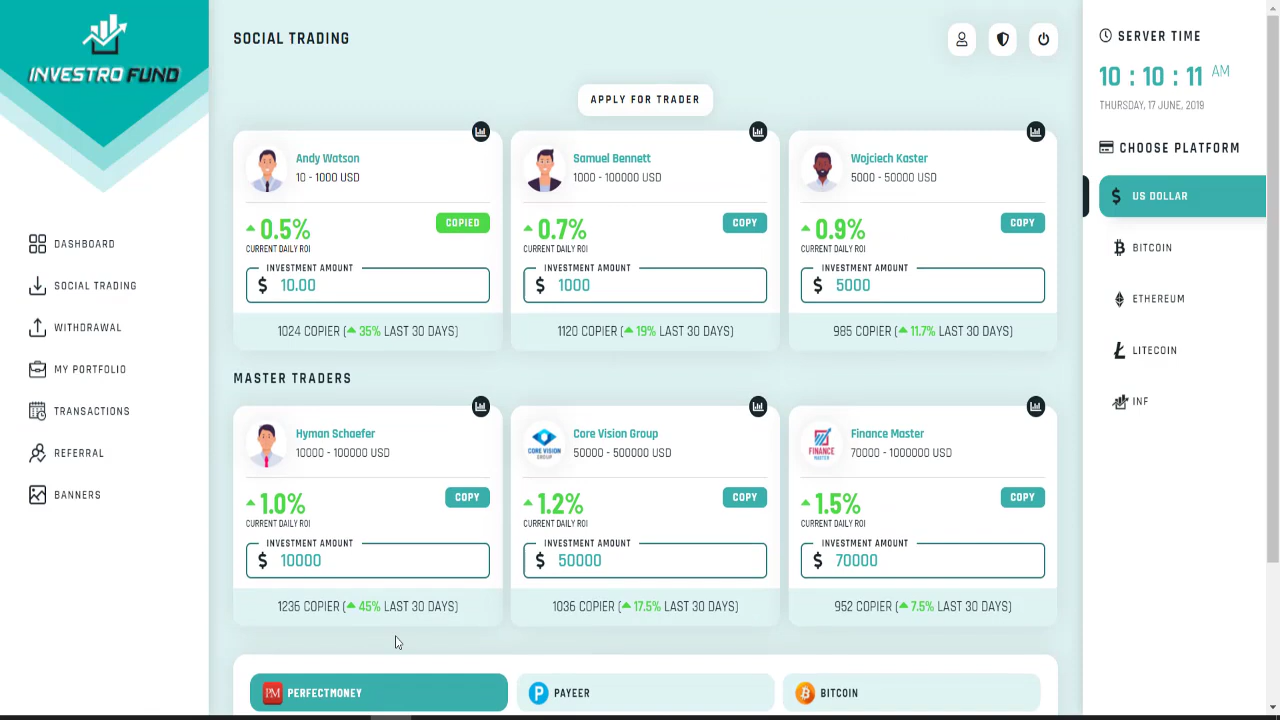 INVESTRO FUND
DASHBOARD
SOCIAL TRADING
WITHDRAWAL
MY PORTFOLIO
TRANSACTIONS
REFERRAL
BANNERS
SOCIAL TRADING
APPLY FOR TRADER
Andy Watson
10 - 1000 USD
0.5%
CURRENT DAILY ROI
COPIED
INVESTMENT AMOUNT
$ 10.00
1024 COPIER (35% LAST 30 DAYS)
Samuel Bennett
1000 - 100000 USD
0.7%
CURRENT DAILY ROI
COPY
INVESTMENT AMOUNT
$ 1000
1120 COPIER (19% LAST 30 DAYS)
Wojciech Kaster
5000 - 50000 USD
0.9%
CURRENT DAILY ROI
COPY
INVESTMENT AMOUNT
$ 5000
985 COPIER (11.7% LAST 30 DAYS)
MASTER TRADERS
Hyman Schaefer
10000 - 100000 USD
1.0%
CURRENT DAILY ROI
COPY
INVESTMENT AMOUNT
$ 10000
1236 COPIER (45% LAST 30 DAYS)
CORE VISION
GROUP
Core Vision Group
50000 - 500000 USD
1.2%
CURRENT DAILY ROI
COPY
INVESTMENT AMOUNT
$ 50000
1036 COPIER (17.5% LAST 30 DAYS)
FINANCE
MASTER
Finance Master
70000 - 1000000 USD
1.5%
CURRENT DAILY ROI
COPY
INVESTMENT AMOUNT
$ 70000
952 COPIER (7.5% LAST 30 DAYS)
PM PERFECTMONEY
P PAYEER
BITCOIN
SERVER TIME
10 : 10 : 11 AM
THURSDAY, 17 JUNE, 2019
CHOOSE PLATFORM
$ US DOLLAR
BITCOIN
ETHEREUM
LITECOIN
INF